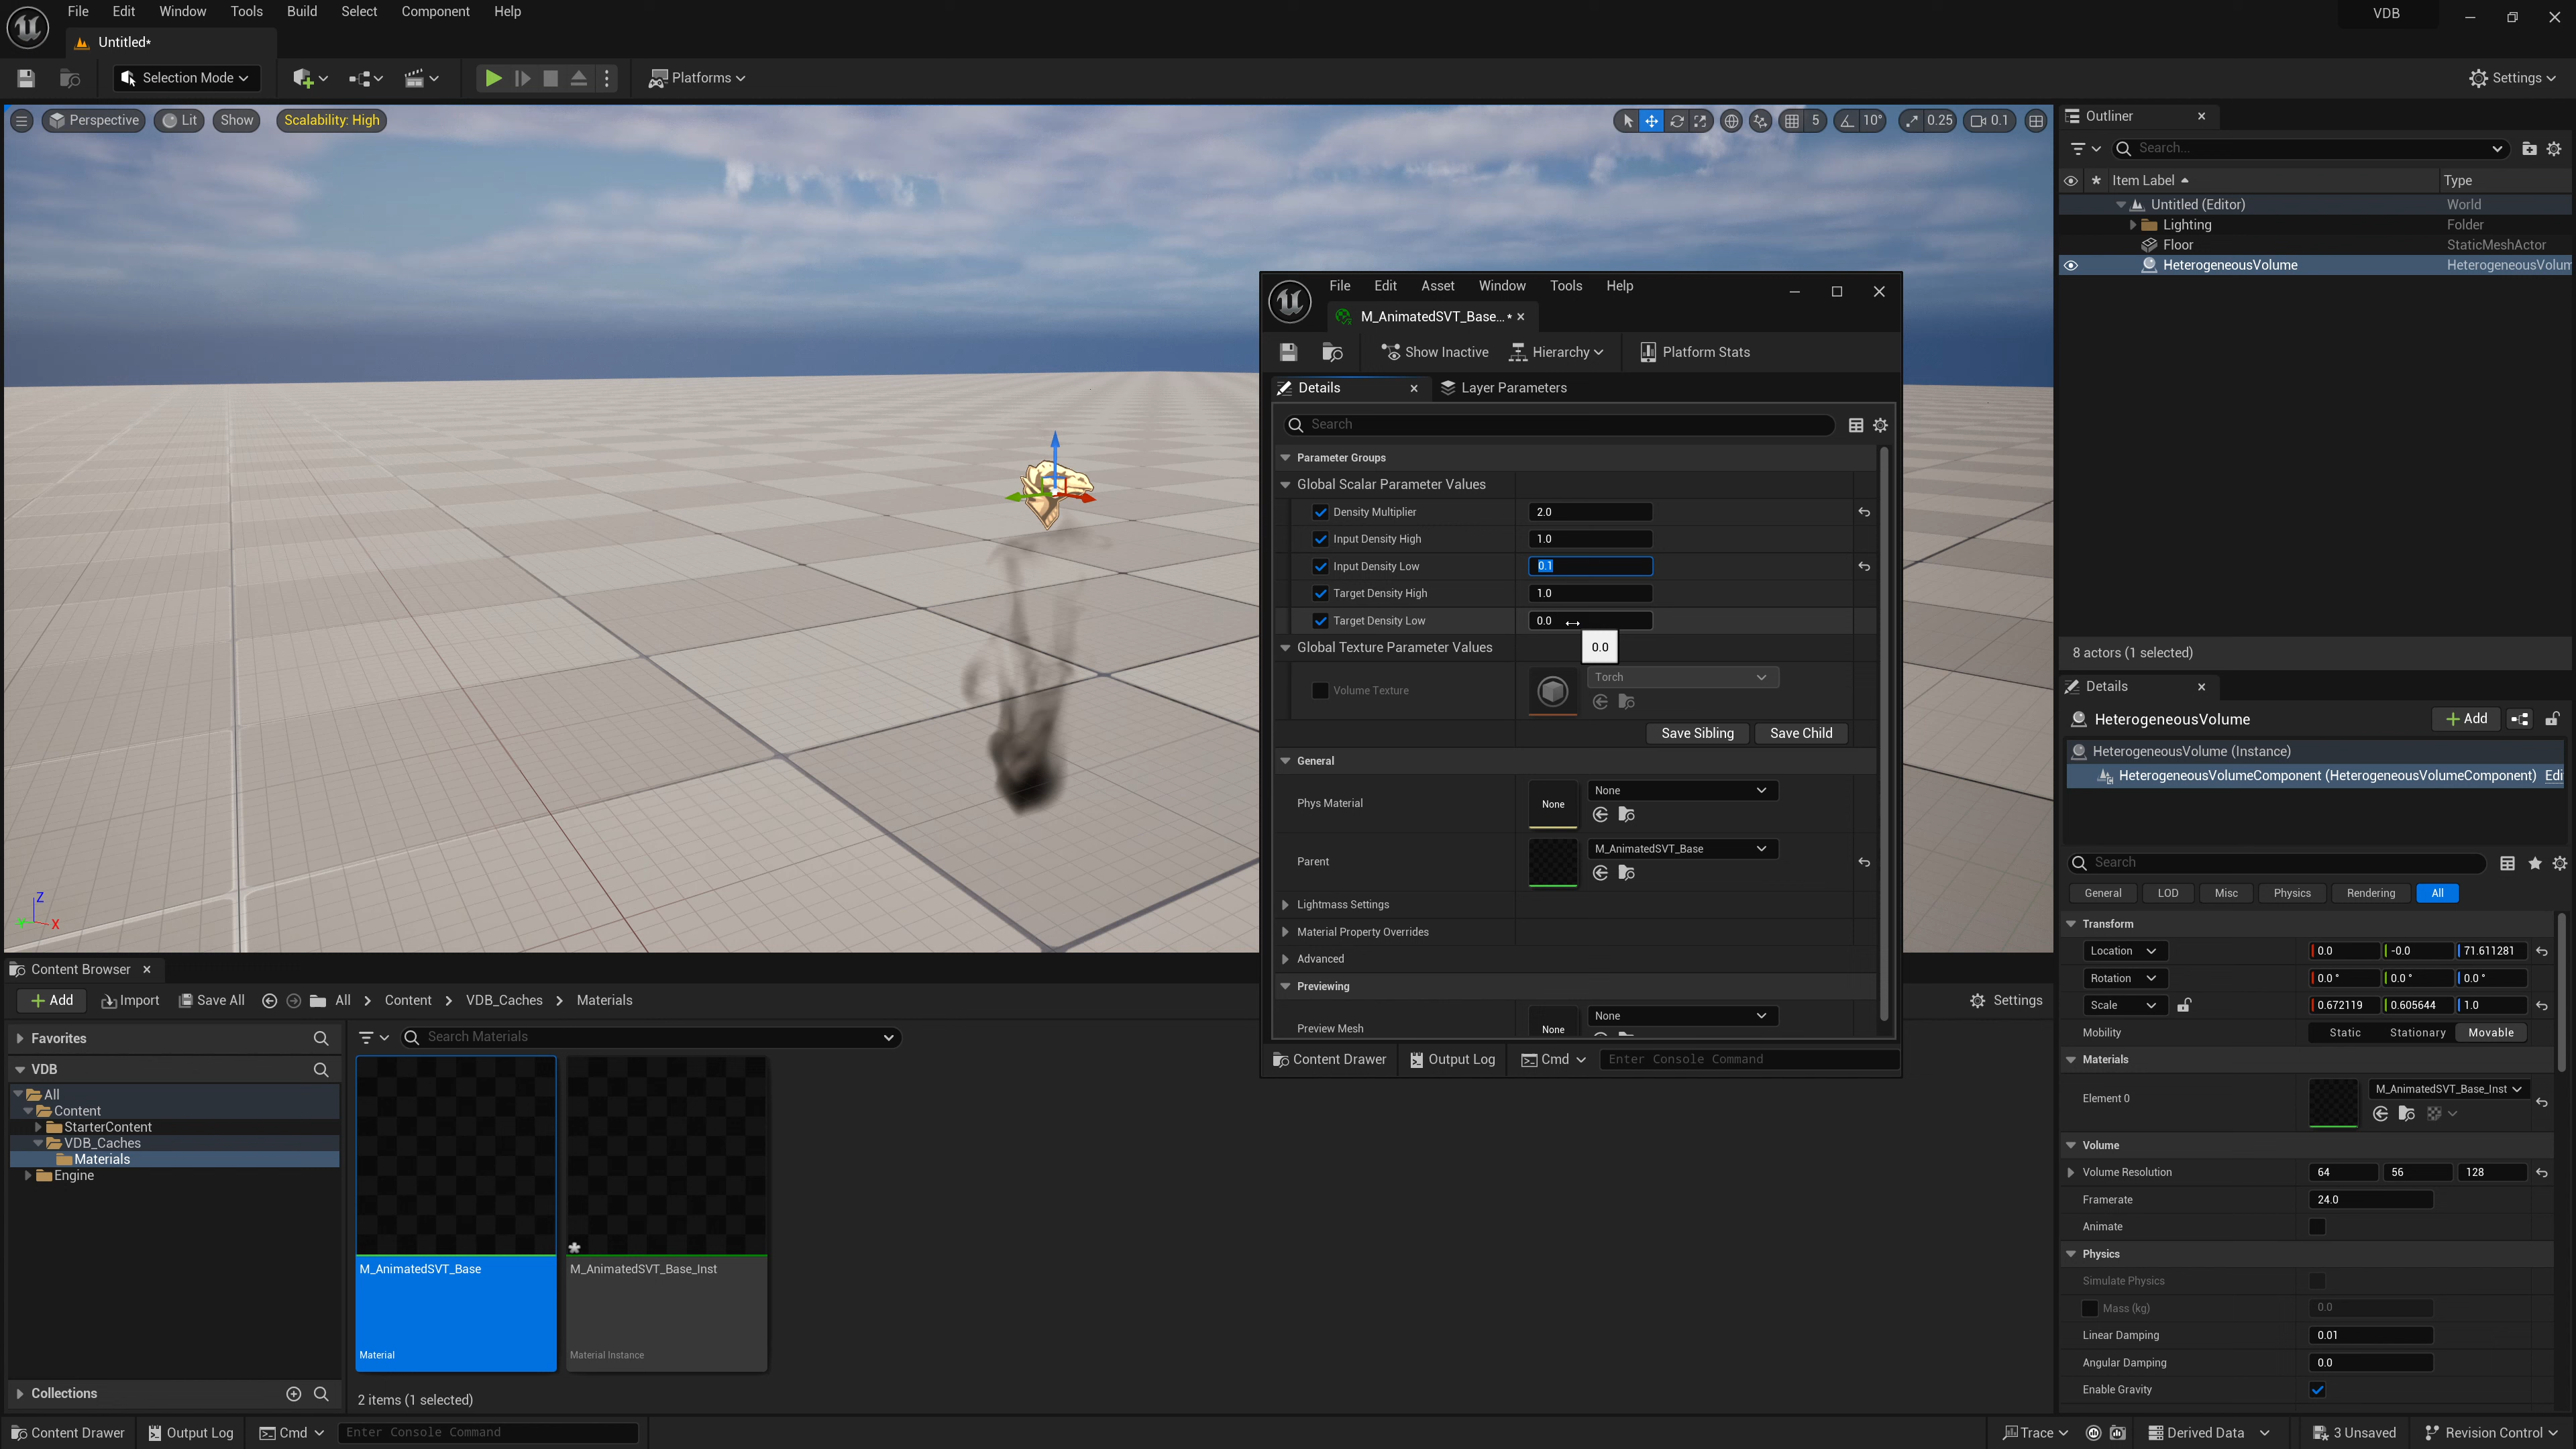 File Edit Window Tools Build Select Actor Component Help
VDB
Untitled*
Selection Mode
Platforms
Settings
Perspective Lit Show Scalability: High
5 10° 0.25 0.1
Outliner
Search...
Item Label Type
Untitled (Editor) World
Lighting Folder
Floor StaticMeshActor
HeterogeneousVolume HeterogeneousVolum
8 actors (1 selected)
File Edit Asset Window Tools Help
M_AnimatedSVT_Base... *
Show Inactive Hierarchy Platform Stats
Details Layer Parameters
Search
Parameter Groups
Global Scalar Parameter Values
Density Multiplier 2.0
Input Density High 1.0
Input Density Low 0.1
Target Density High 1.0
Target Density Low 0.0
0.0
Global Texture Parameter Values
Volume Texture Torch
Save Sibling Save Child
General
Phys Material None None
Parent M_AnimatedSVT_Base
Lightmass Settings
Material Property Overrides
Advanced
Previewing
Preview Mesh None None
Content Drawer Output Log Cmd Enter Console Command
Details
HeterogeneousVolume Add
HeterogeneousVolume (Instance)
HeterogeneousVolumeComponent (HeterogeneousVolumeComponent) Edi
Search
General LOD Misc Physics Rendering All
Transform
Location 0.0 -0.0 71.611281
Rotation 0.0 ° 0.0 ° 0.0 °
Scale 0.672119 0.605644 1.0
Mobility Static Stationary Movable
Materials
Element 0 M_AnimatedSVT_Base_Inst
Volume
Volume Resolution 64 56 128
Framerate 24.0
Animate
Physics
Simulate Physics
Mass (kg) 0.0
Linear Damping 0.01
Angular Damping 0.0
Enable Gravity
Z
Y X
Content Browser
Add Import Save All All Content VDB_Caches Materials Settings
Favorites
Search Materials
VDB
All
Content
StarterContent
VDB_Caches
Materials
Engine
Collections
M_AnimatedSVT_Base
Material
M_AnimatedSVT_Base_Inst
Material Instance
2 items (1 selected)
Content Drawer Output Log Cmd Enter Console Command
Trace Derived Data 3 Unsaved Revision Control